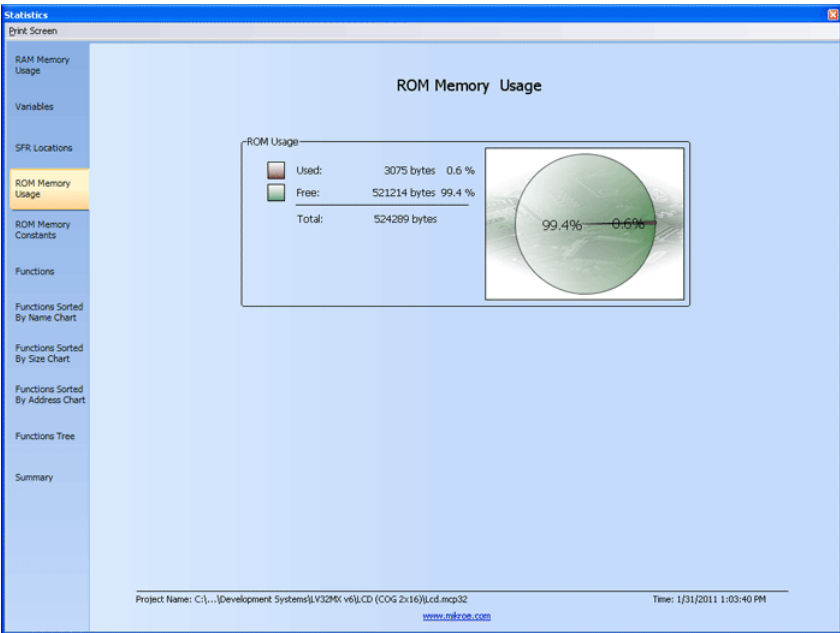 Statistics
Print Screen
RAM Memory
Usage
Variables
SFR Locations
ROM Memory
Usage
ROM Memory
Constants
Functions
Functions Sorted
By Name Chart
Functions Sorted
By Size Chart
Functions Sorted
By Address Chart
Functions Tree
Summary
ROM Memory Usage
ROM Usage
Used: 3075 bytes 0.6 %
Free: 521214 bytes 99.4 %
Total: 524289 bytes
99.4% 0.6%
Project Name: C:\...\Development Systems\LV32MX v6\LCD (COG 2x16)\Lcd.mcp32 Time: 1/31/2011 1:03:40 PM
www.mikroe.com